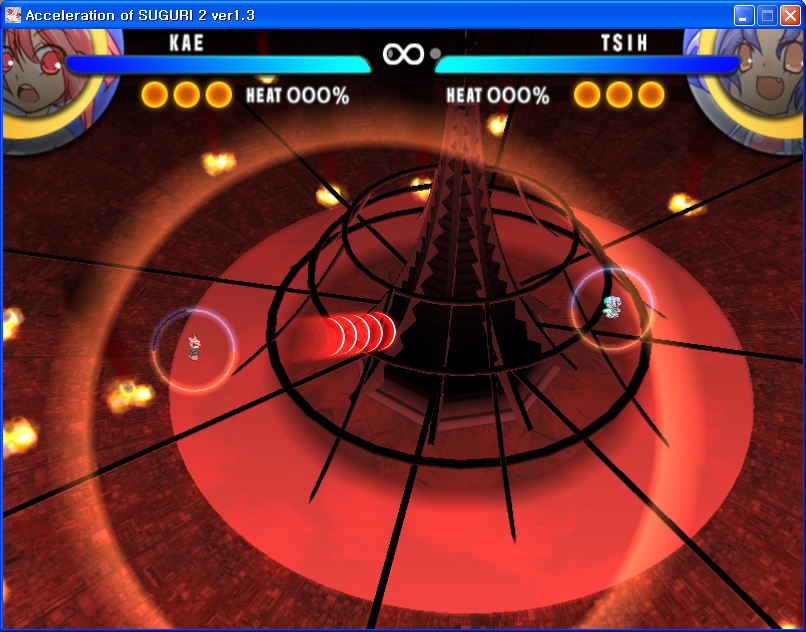 Acceleration of SUGURI 2 ver1.3
KAE
∞
TSIH
HEAT 000%
HEAT 000%